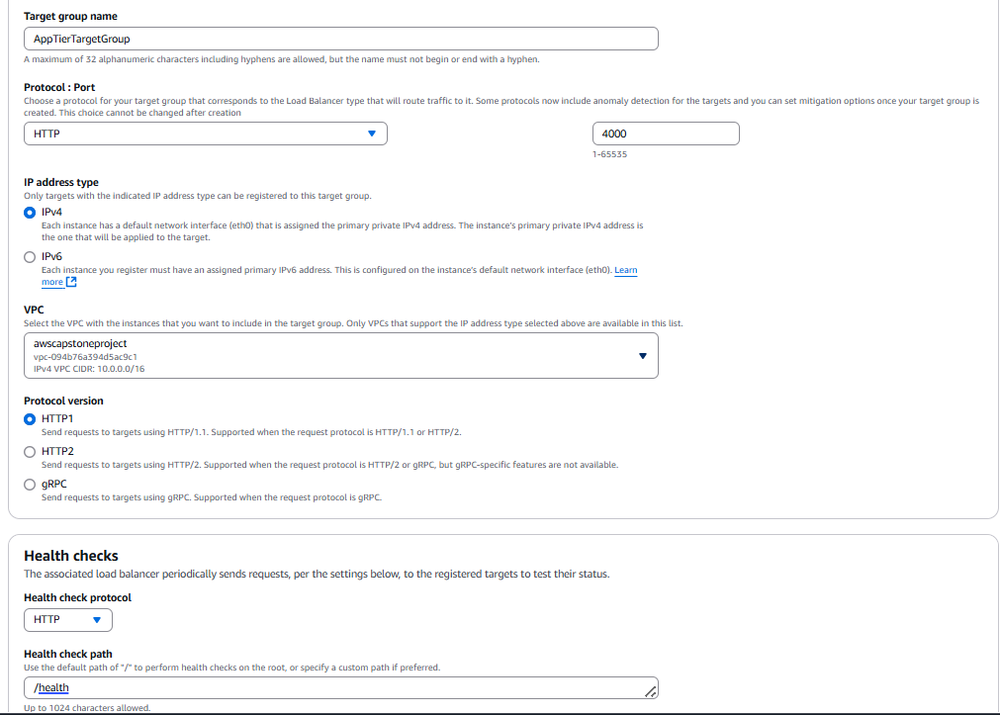 Target group name
AppTierTargetGroup
A maximum of 32 alphanumeric characters including hyphens are allowed, but the name must not begin or end with a hyphen.
Protocol : Port
Choose a protocol for your target group that corresponds to the Load Balancer type that will route traffic to it. Some protocols now include anomaly detection for the targets and you can set mitigation options once your target group is
created. This choice cannot be changed after creation
HTTP
4000
1-65535
IP address type
Only targets with the indicated IP address type can be registered to this target group.
IPv4
Each instance has a default network interface (eth0) that is assigned the primary private IPv4 address. The instance's primary private IPv4 address is
the one that will be applied to the target.
IPv6
Each instance you register must have an assigned primary IPv6 address. This is configured on the instance's default network interface (eth0). Learn
more
VPC
Select the VPC with the instances that you want to include in the target group. Only VPCs that support the IP address type selected above are available in this list.
awscapstoneproject
vpc-094b76a394d5ac9c1
IPv4 VPC CIDR: 10.0.0.0/16
Protocol version
HTTP1
Send requests to targets using HTTP/1.1. Supported when the request protocol is HTTP/1.1 or HTTP/2.
HTTP2
Send requests to targets using HTTP/2. Supported when the request protocol is HTTP/2 or gRPC, but gRPC-specific features are not available.
gRPC
Send requests to targets using gRPC. Supported when the request protocol is gRPC.
Health checks
The associated load balancer periodically sends requests, per the settings below, to the registered targets to test their status.
Health check protocol
HTTP
Health check path
Use the default path of "/" to perform health checks on the root, or specify a custom path if preferred.
/health
Up to 1024 characters allowed.